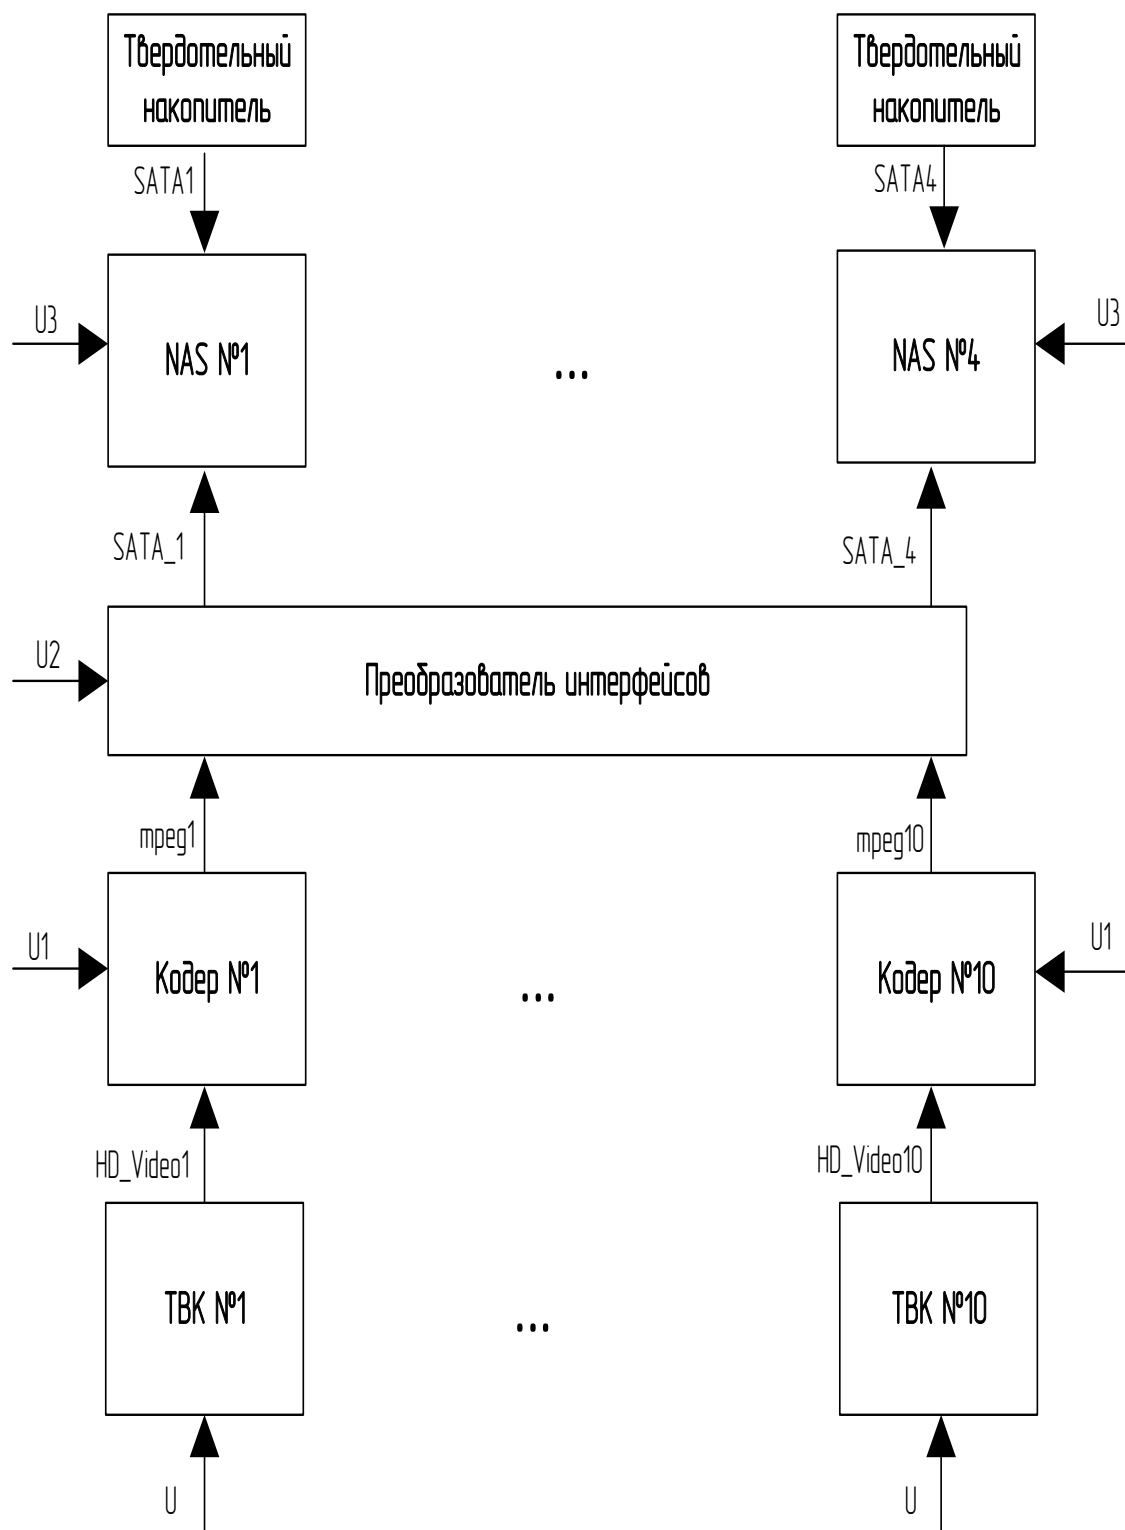 Твердотельный
накопитель
Твердотельный
накопитель
SATA1
SATA4
U3
NAS №1
...
NAS №4
U3
SATA_1
SATA_4
U2
Преобразователь интерфейсов
mpeg1
mpeg10
U1
Кодер №1
...
Кодер №10
U1
HD_Video1
HD_Video10
ТВК №1
...
ТВК №10
U
U